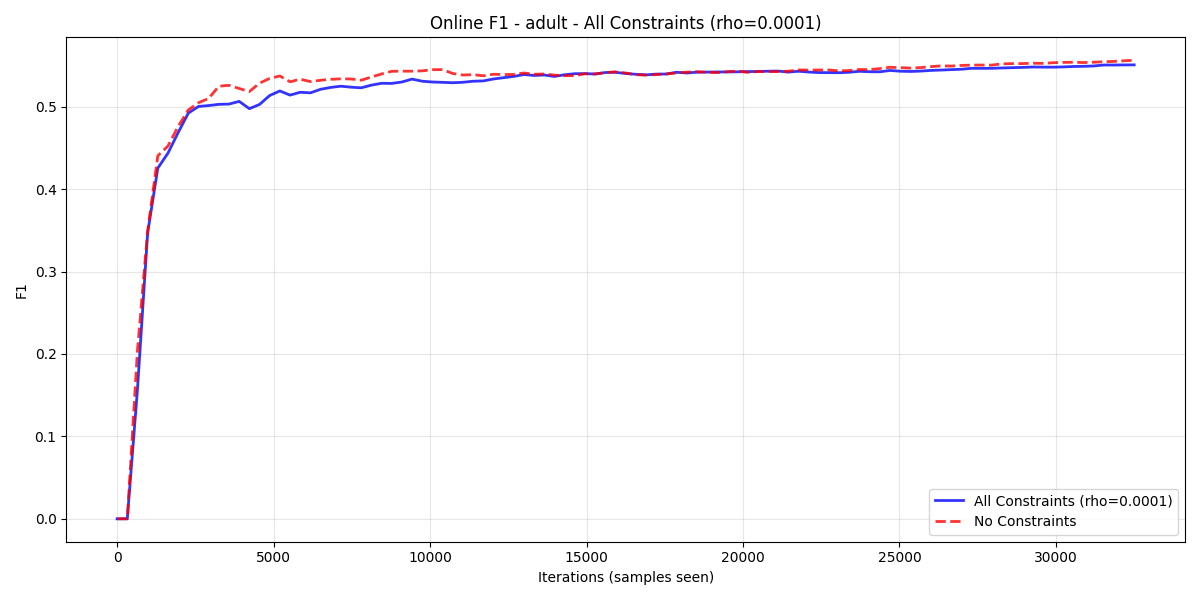 Online F1 - adult - All Constraints (rho=0.0001)
F1
0.5
0.4
0.3
0.2
0.1
0.0
0 5000 10000 15000 20000 25000 30000
Iterations (samples seen)
All Constraints (rho=0.0001)
No Constraints